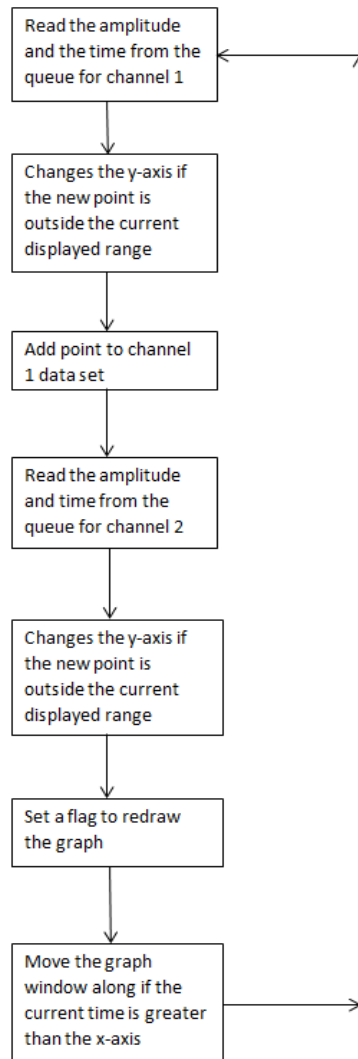 Read the amplitude
and the time from the
queue for channel 1
Changes the y-axis if
the new point is
outside the current
displayed range
Add point to channel
1 data set
Read the amplitude
and time from the
queue for channel 2
Changes the y-axis if
the new point is
outside the current
displayed range
Set a flag to redraw
the graph
Move the graph
window along if the
current time is greater
than the x-axis